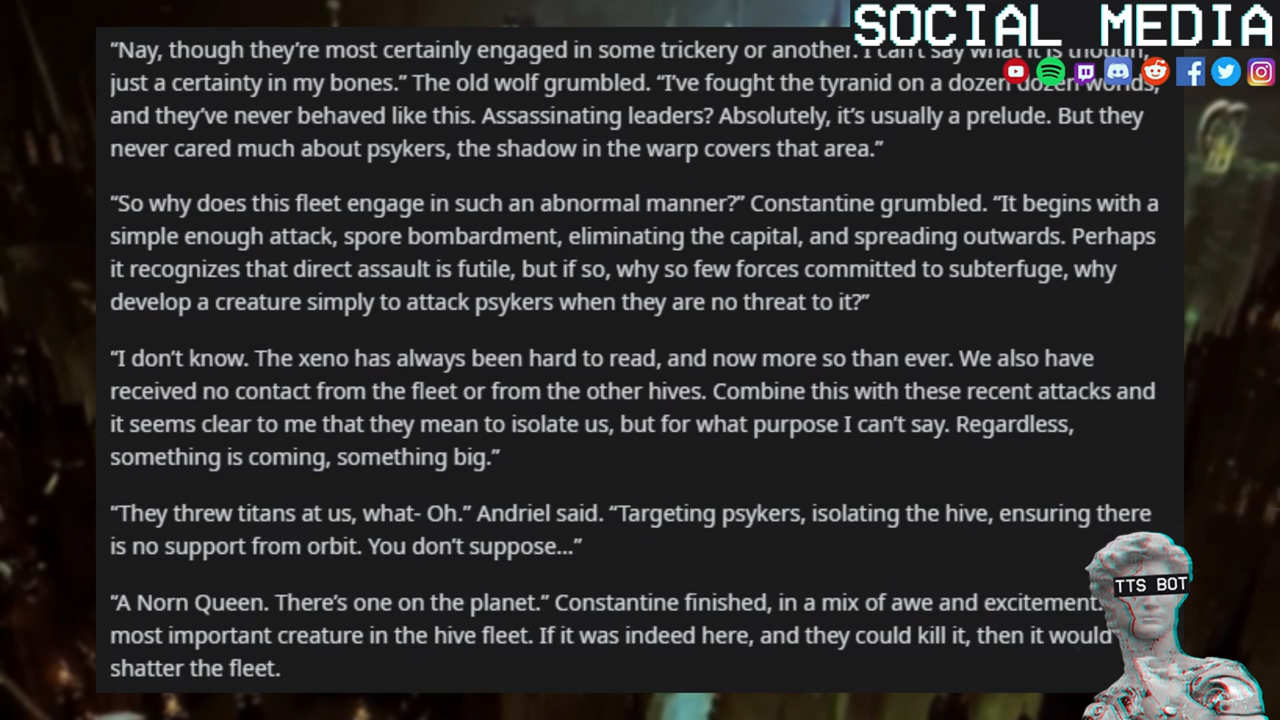 SOCIAL MEDIA
“Nay, though they’re most certainly engaged in some trickery or another. I can’t say what it is though,
just a certainty in my bones.” The old wolf grumbled. “I’ve fought the tyranid on a dozen dozen worlds,
and they’ve never behaved like this. Assassinating leaders? Absolutely, it’s usually a prelude. But they
never cared much about psykers, the shadow in the warp covers that area.”
“So why does this fleet engage in such an abnormal manner?” Constantine grumbled. “It begins with a
simple enough attack, spore bombardment, eliminating the capital, and spreading outwards. Perhaps
it recognizes that direct assault is futile, but if so, why so few forces committed to subterfuge, why
develop a creature simply to attack psykers when they are no threat to it?”
“I don’t know. The xeno has always been hard to read, and now more so than ever. We also have
received no contact from the fleet or from the other hives. Combine this with these recent attacks and
it seems clear to me that they mean to isolate us, but for what purpose I can’t say. Regardless,
something is coming, something big.”
“They threw titans at us, what- Oh.” Andriel said. “Targeting psykers, isolating the hive, ensuring there
is no support from orbit. You don’t suppose…”
“A Norn Queen. There’s one on the planet.” Constantine finished, in a mix of awe and excitement.
most important creature in the hive fleet. If it was indeed here, and they could kill it, then it would
shatter the fleet.
TTS BOT